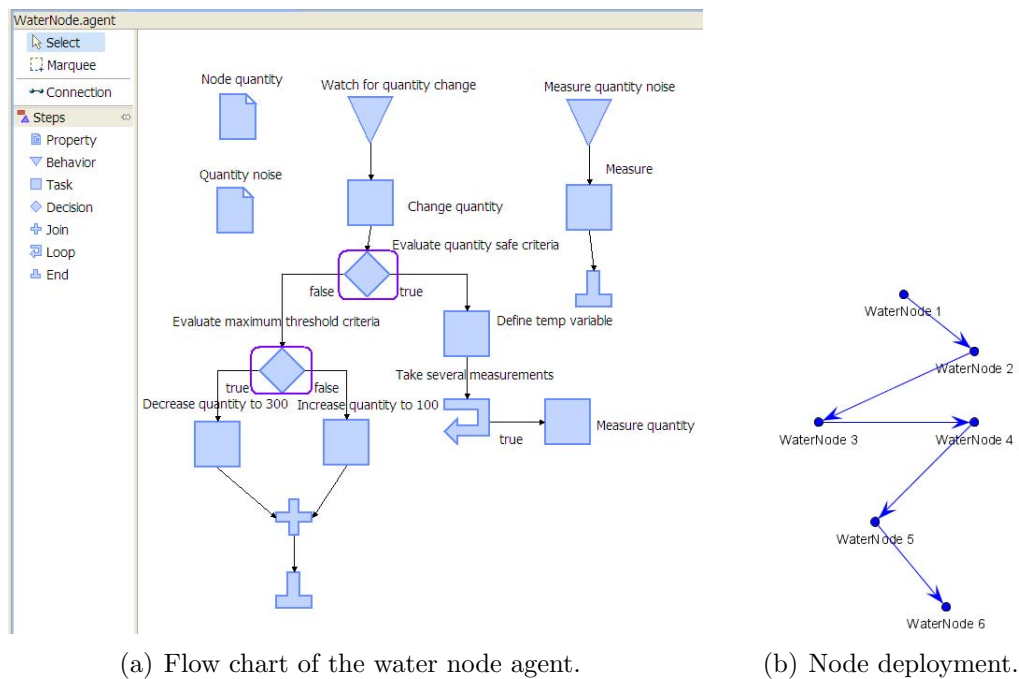 WaterNode.agent
Select
Marquee
Connection
Steps
Property
Behavior
Task
Decision
Join
Loop
End
Node quantity
Watch for quantity change
Measure quantity noise
Quantity noise
Measure
Change quantity
Evaluate quantity safe criteria
false
true
Evaluate maximum threshold criteria
Define temp variable
true
false
Take several measurements
Decrease quantity to 300
Increase quantity to 100
true
Measure quantity
WaterNode 1
WaterNode 2
WaterNode 3
WaterNode 4
WaterNode 5
WaterNode 6
(a) Flow chart of the water node agent.
(b) Node deployment.